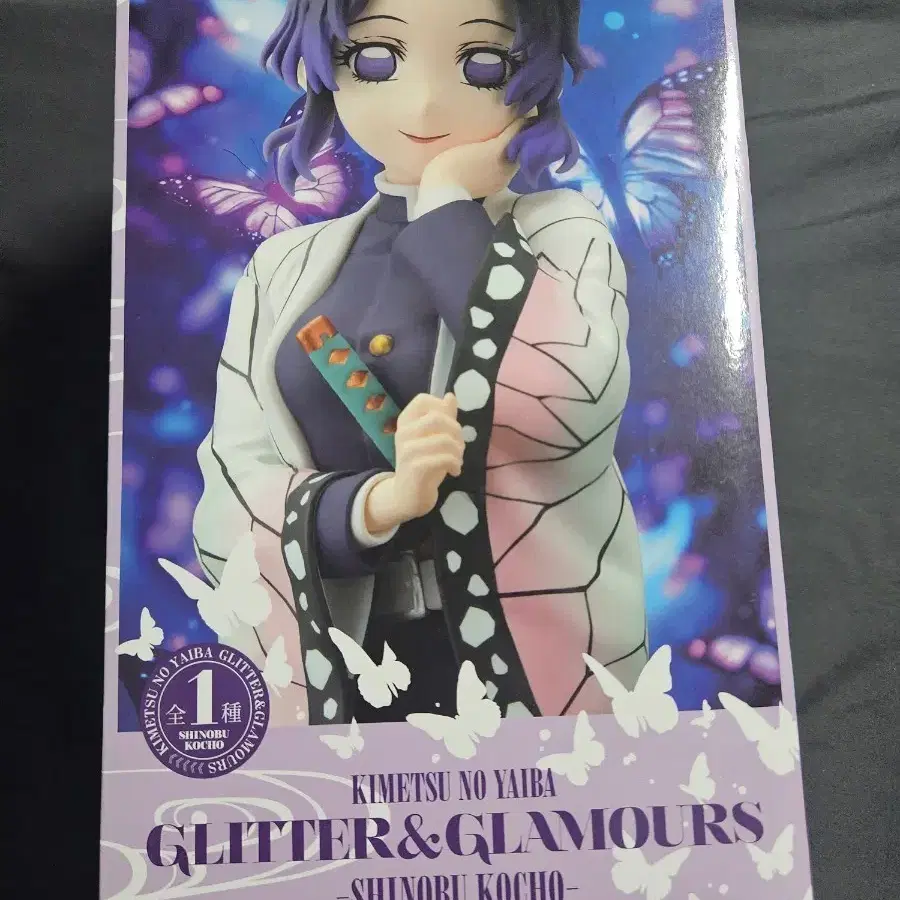 KIMETSU NO YAIBA GLITTER&GLAMOURS
全1種
SHINOBU
KOCHO
KIMETSU NO YAIBA
GLITTER&GLAMOURS
-SHINOBU KOCHO-